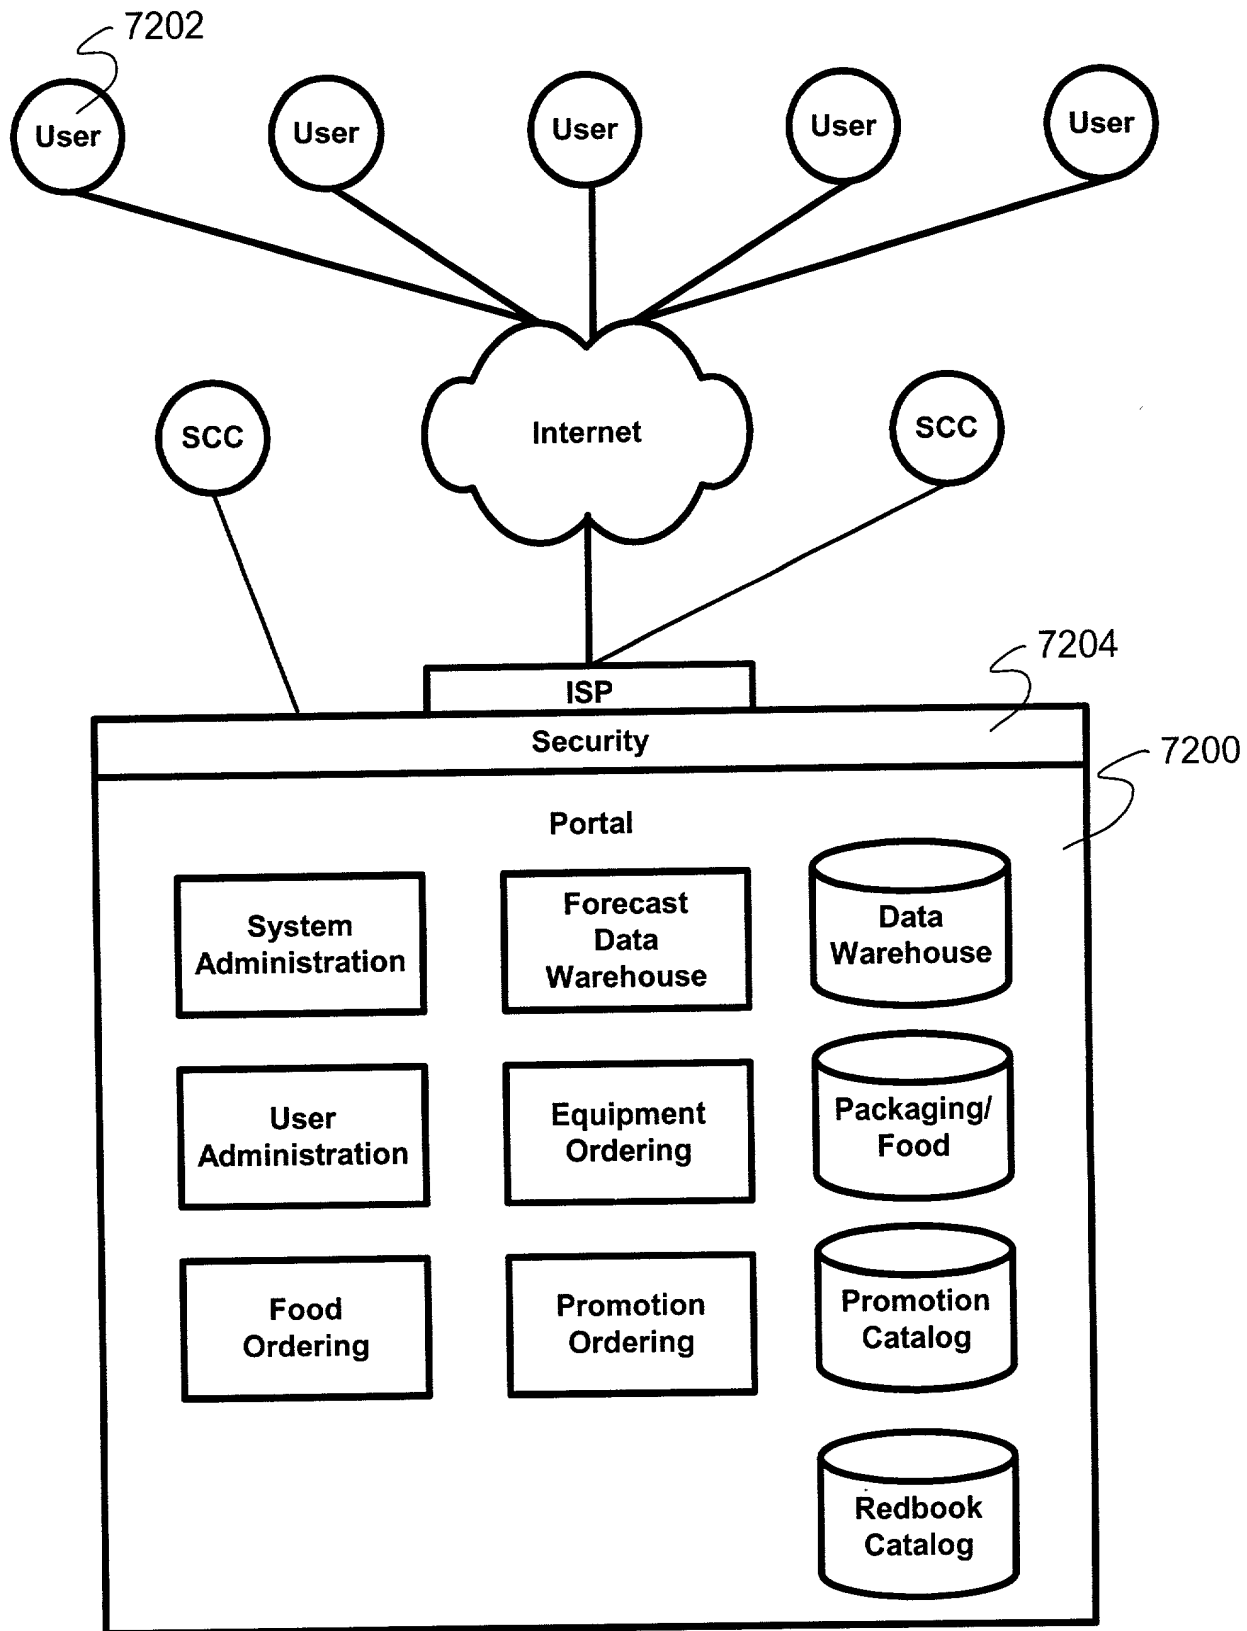 7202
User
User
User
User
User
SCC
Internet
SCC
7204
ISP
Security
7200
Portal
System
Administration
Forecast
Data
Warehouse
Data
Warehouse
User
Administration
Equipment
Ordering
Packaging/
Food
Food
Ordering
Promotion
Ordering
Promotion
Catalog
Redbook
Catalog